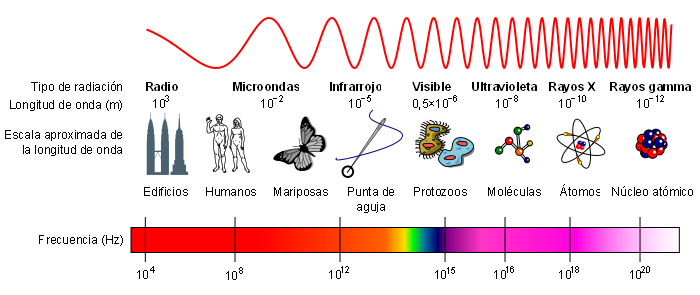 Tipo de radiación Radio Microondas Infrarrojo Visible Ultravioleta Rayos X Rayos gamma
Longitud de onda (m) 10³ 10⁻² 10⁻⁵ 0,5×10⁻⁶ 10⁻⁸ 10⁻¹⁰ 10⁻¹²
Escala aproximada de
la longitud de onda
Edificios Humanos Mariposas Punta de aguja Protozoos Moléculas Átomos Núcleo atómico
Frecuencia (Hz)
10⁴ 10⁸ 10¹² 10¹⁵ 10¹⁶ 10¹⁸ 10²⁰